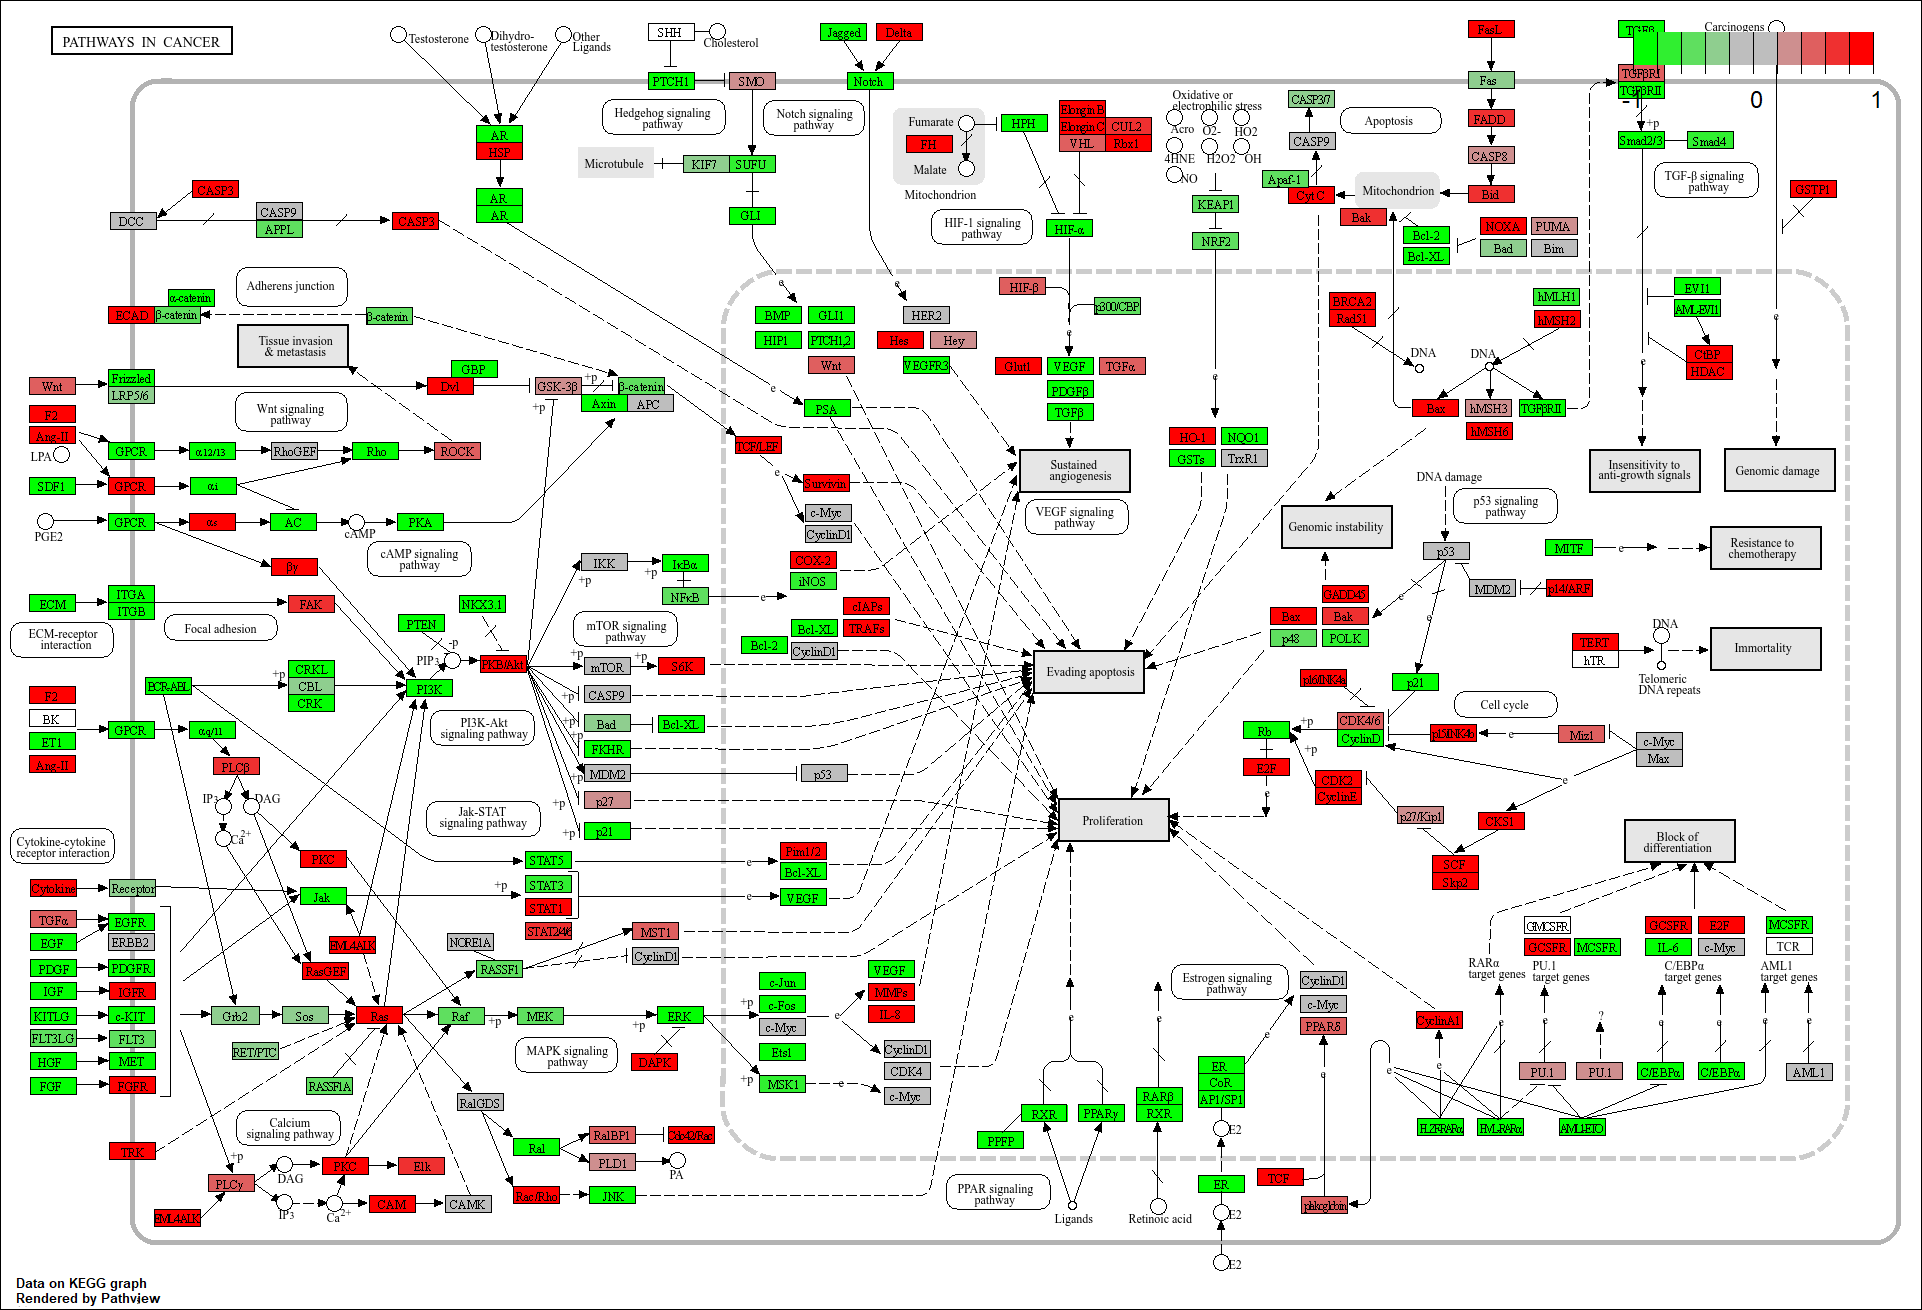 PATHWAYS IN CANCER
Testosterone
Dihydro-
testosterone
Other
Ligands
SHH
Cholesterol
Jagged
Delta
FasL
TGFβ
Carcinogens
-1
0
1
PTCH1
SMO
Notch
Fas
TGFβRI
TGFβRII
Hedgehog signaling
pathway
Notch signaling
pathway
Fumarate
FH
Malate
Mitochondrion
HPH
Elongin B
Elongin C
CUL2
VHL
Rbx1
Oxidative or
electrophilic stress
Acro
O2-
HO2
4HNE
H2O2
OH
NO
CASP3/7
CASP9
Apoptosis
FADD
CASP8
+p
Smad2/3
Smad4
TGF-β signaling
pathway
AR
HSP
AR
AR
Microtubule
KIF7
SUFU
GLI
HIF-1 signaling
pathway
HIF-α
KEAP1
NRF2
Apaf-1
CytC
Mitochondrion
Bid
Bak
Bcl-2
Bcl-XL
NOXA
PUMA
Bad
Bim
GSTP1
CASP3
DCC
CASP9
APPL
CASP3
Adherens junction
α-catenin
ECAD
β-catenin
β-catenin
Tissue invasion
& metastasis
e
e
BMP
GLI1
HIP1
PTCH1,2
Wnt
HER2
Hes
Hey
VEGFR3
HIF-β
p300/CBP
e
Glut1
VEGF
TGFα
PDGFβ
TGFβ
BRCA2
Rad51
hMLH1
hMSH2
DNA
DNA
EVI1
AML-EVI1
CtBP
HDAC
e
e
Wnt
Frizzled
LRP5/6
Dvl
GBP
GSK-3β
+p
+p
β-catenin
Axin
APC
Wnt signaling
pathway
e
PSA
e
Bax
hMSH3
TGFβRII
hMSH6
F2
Ang-II
LPA
GPCR
α12/13
RhoGEF
Rho
ROCK
TCF/LEF
e
HO-1
NQO1
GSTs
TrxR1
Sustained
angiogenesis
Insensitivity to
anti-growth signals
Genomic damage
SDF1
GPCR
αi
Survivin
c-Myc
CyclinD1
VEGF signaling
pathway
DNA damage
p53 signaling
pathway
Genomic instability
PGE2
GPCR
αs
AC
cAMP
PKA
cAMP signaling
pathway
βγ
IKK
+p
+p
IκBα
NFκB
e
COX-2
iNOS
p53
MITF
e
Resistance to
chemotherapy
MDM2
p14/ARF
ECM
ITGA
ITGB
FAK
Focal adhesion
ECM-receptor
interaction
NKX3.1
PTEN
-p
PIP3
PKB/Akt
mTOR signaling
pathway
cIAPs
TRAFs
Bcl-XL
Bcl-2
CyclinD1
GADD45
Bax
Bak
p48
POLK
e
e
TERT
hTR
DNA
Telomeric
DNA repeats
Immortality
BCR-ABL
CRKL
+p
CBL
CRK
PI3K
+p
mTOR
+p
S6K
+p
CASP9
Evading apoptosis
p16/INK4a
p21
F2
BK
ET1
Ang-II
GPCR
αq/11
PI3K-Akt
signaling pathway
+p
Bad
Bcl-XL
+p
FKHR
+p
MDM2
p53
Cell cycle
Rb
+p
CDK4/6
CyclinD
p15/INK4b
e
Miz1
c-Myc
Max
PLCβ
IP3
DAG
Ca2+
E2F
+p
e
CDK2
CyclinE
e
+p
p27
+p
p21
Jak-STAT
signaling pathway
Proliferation
p27/Kip1
CKS1
SCF
Skp2
Block of
differentiation
Cytokine-cytokine
receptor interaction
PKC
STAT5
e
Pim1/2
Bcl-XL
Cytokine
Receptor
Jak
+p
STAT3
STAT1
STAT2/4/6
e
VEGF
TGFα
EGFR
EGF
ERBB2
EML4ALK
NORE1A
MST1
CyclinD1
GMCSFR
GCSFR
MCSFR
GCSFR
E2F
IL-6
c-Myc
MCSFR
TCR
PDGF
PDGFR
RasGEF
RASSF1
RARα
target genes
PU.1
target genes
C/EBPα
target genes
AML1
target genes
IGF
IGFR
KITLG
c-KIT
Grb2
Sos
Ras
Raf
+p
MEK
+p
ERK
+p
c-Jun
c-Fos
c-Myc
Ets1
e
VEGF
MMPs
IL-8
Estrogen signaling
pathway
CyclinD1
c-Myc
PPARδ
CyclinA1
FLT3LG
FLT3
RET/PTC
MAPK signaling
pathway
DAPK
CyclinD1
CDK4
HGF
MET
FGF
FGFR
RASSF1A
+p
MSK1
e
c-Myc
e
e
e
e
e
e
?
e
e
e
e
e
ER
CoR
AP1/SP1
PU.1
PU.1
C/EBPα
C/EBPα
AML1
RalGDS
Calcium
signaling pathway
RXR
PPARγ
PPFP
RARβ
RXR
E2
PLZF-RARα
PML-RARα
AML1-ETO
TRK
+p
PLCγ
DAG
IP3
Ca2+
PKC
Elk
CAM
CAMK
EML4ALK
Ral
RalBP1
Cdc42/Rac
PLD1
PA
Rac/Rho
JNK
PPAR signaling
pathway
Ligands
Retinoic acid
ER
E2
E2
TCF
plakoglobin
Data on KEGG graph
Rendered by Pathview